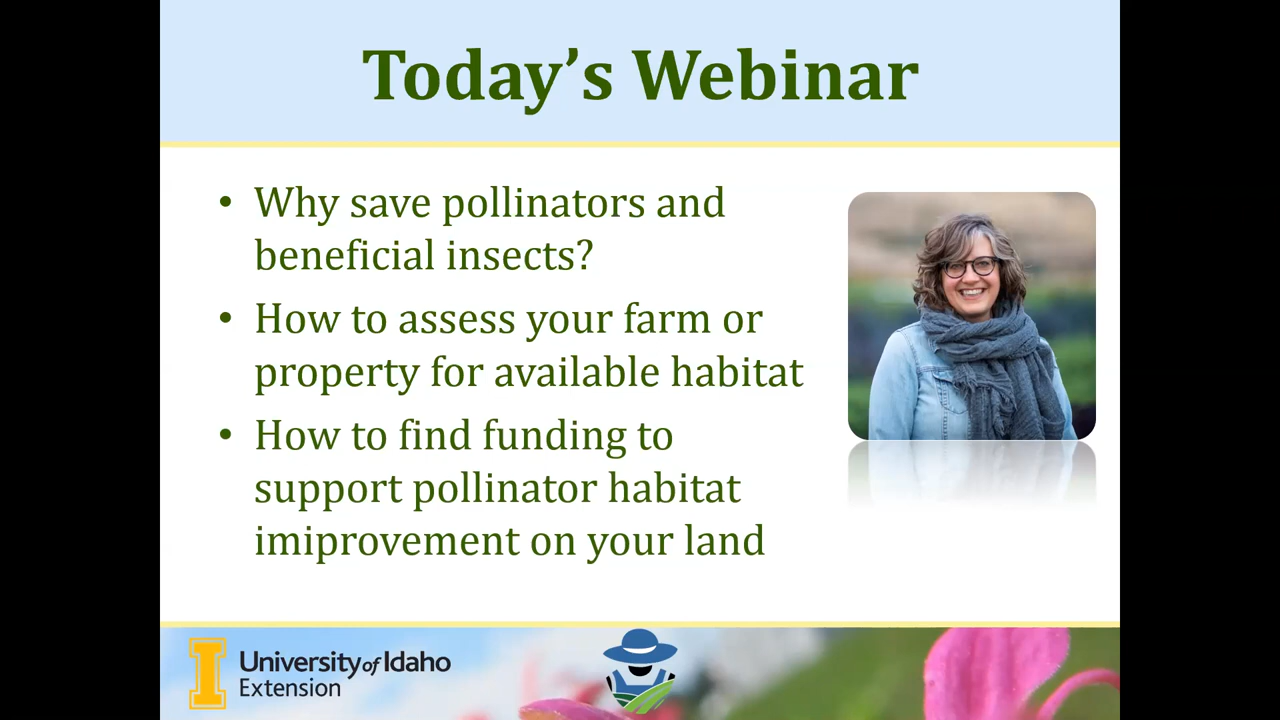 Today’s Webinar
• Why save pollinators and
beneficial insects?
• How to assess your farm or
property for available habitat
• How to find funding to
support pollinator habitat
imiprovement on your land
I
University of Idaho
Extension